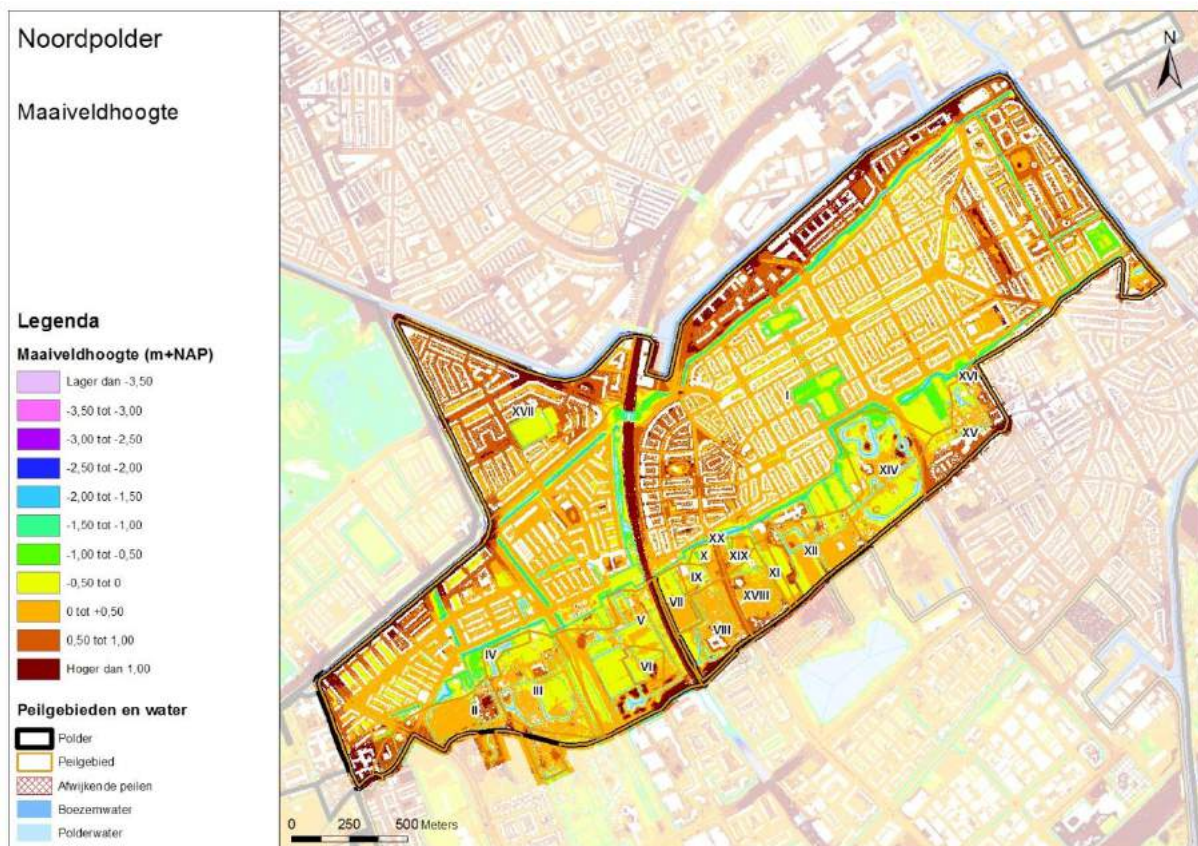 Noordpolder
Maaiveldhoogte
Legenda
Maaiveldhoogte (m+NAP)
Lager dan -3,50
-3,50 tot -3,00
-3,00 tot -2,50
-2,50 tot -2,00
-2,00 tot -1,50
-1,50 tot -1,00
-1,00 tot -0,50
-0,50 tot 0
0 tot +0,50
0,50 tot 1,00
Hoger dan 1,00
Peilgebieden en water
Polder
Peilgebied
Afwijkende peilen
Boezemwater
Polderwater
N
XVI
I
XVII
XV
XIV
XX
X
XIX
XII
IX
XI
VII
XVIII
V
VIII
IV
VI
III
II
0 250 500 Meters